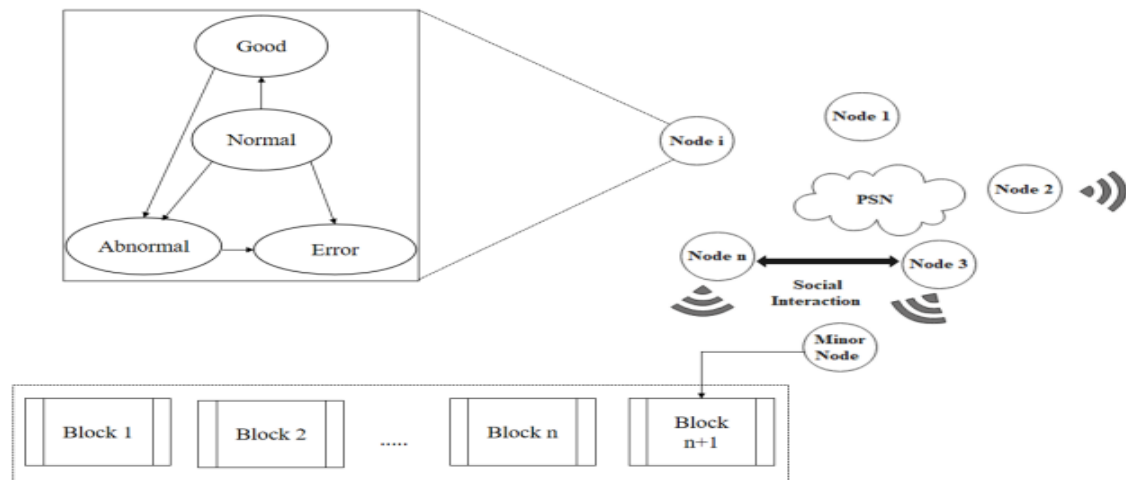 Good
Normal
Abnormal
Error
Node i
Node 1
PSN
Node 2
Node n
Node 3
Social
Interaction
Minor
Node
Block 1
Block 2
.....
Block n
Block
n+1